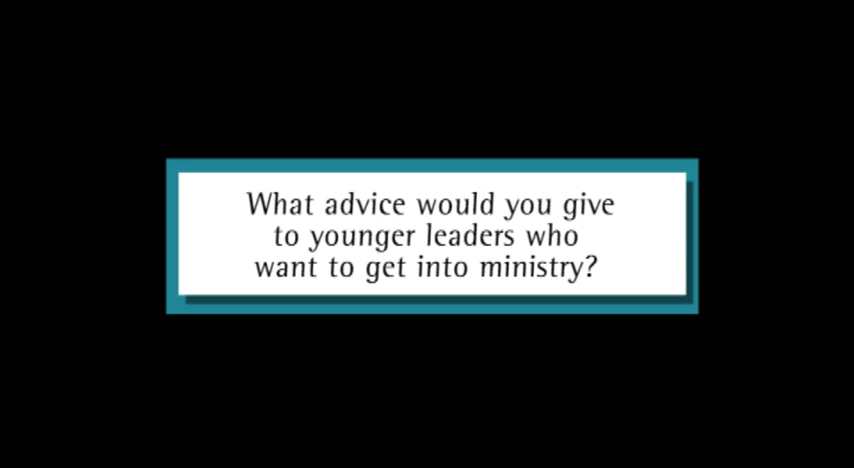 What advice would you give
to younger leaders who
want to get into ministry?